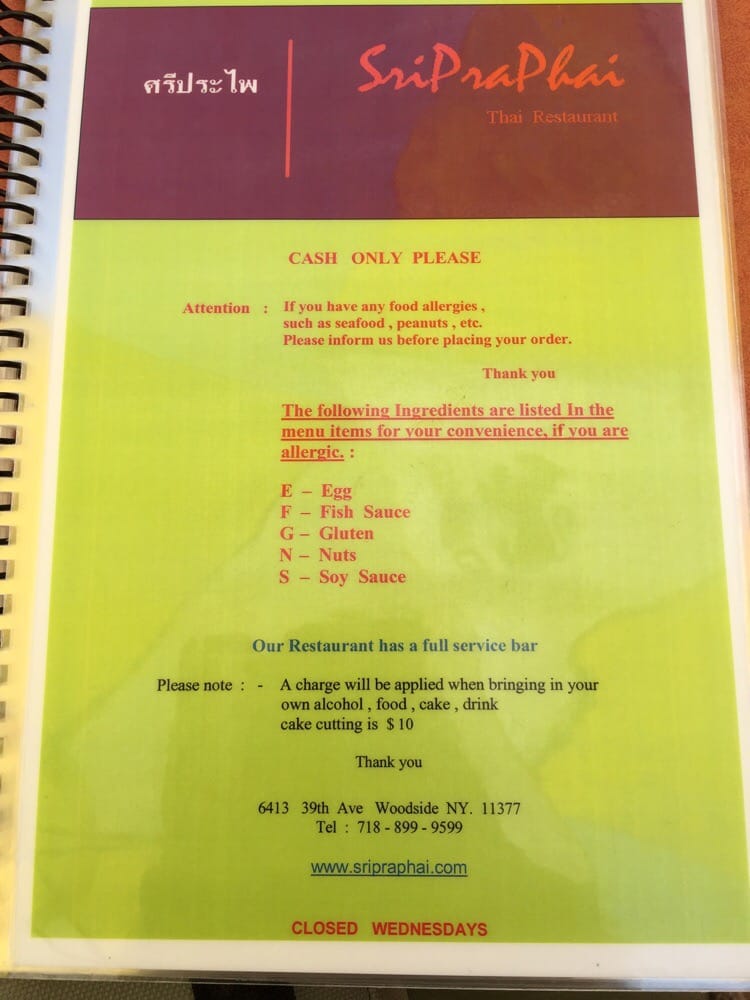 ศรีประไพ
SriPraPhai
Thai Restaurant
CASH ONLY PLEASE
Attention : If you have any food allergies ,
such as seafood , peanuts , etc.
Please inform us before placing your order.
Thank you
The following Ingredients are listed In the
menu items for your convenience, if you are
allergic. :
E – Egg
F – Fish Sauce
G – Gluten
N – Nuts
S – Soy Sauce
Our Restaurant has a full service bar
Please note : - A charge will be applied when bringing in your
own alcohol , food , cake , drink
cake cutting is $ 10
Thank you
6413 39th Ave Woodside NY. 11377
Tel : 718 - 899 - 9599
www.sripraphai.com
CLOSED WEDNESDAYS